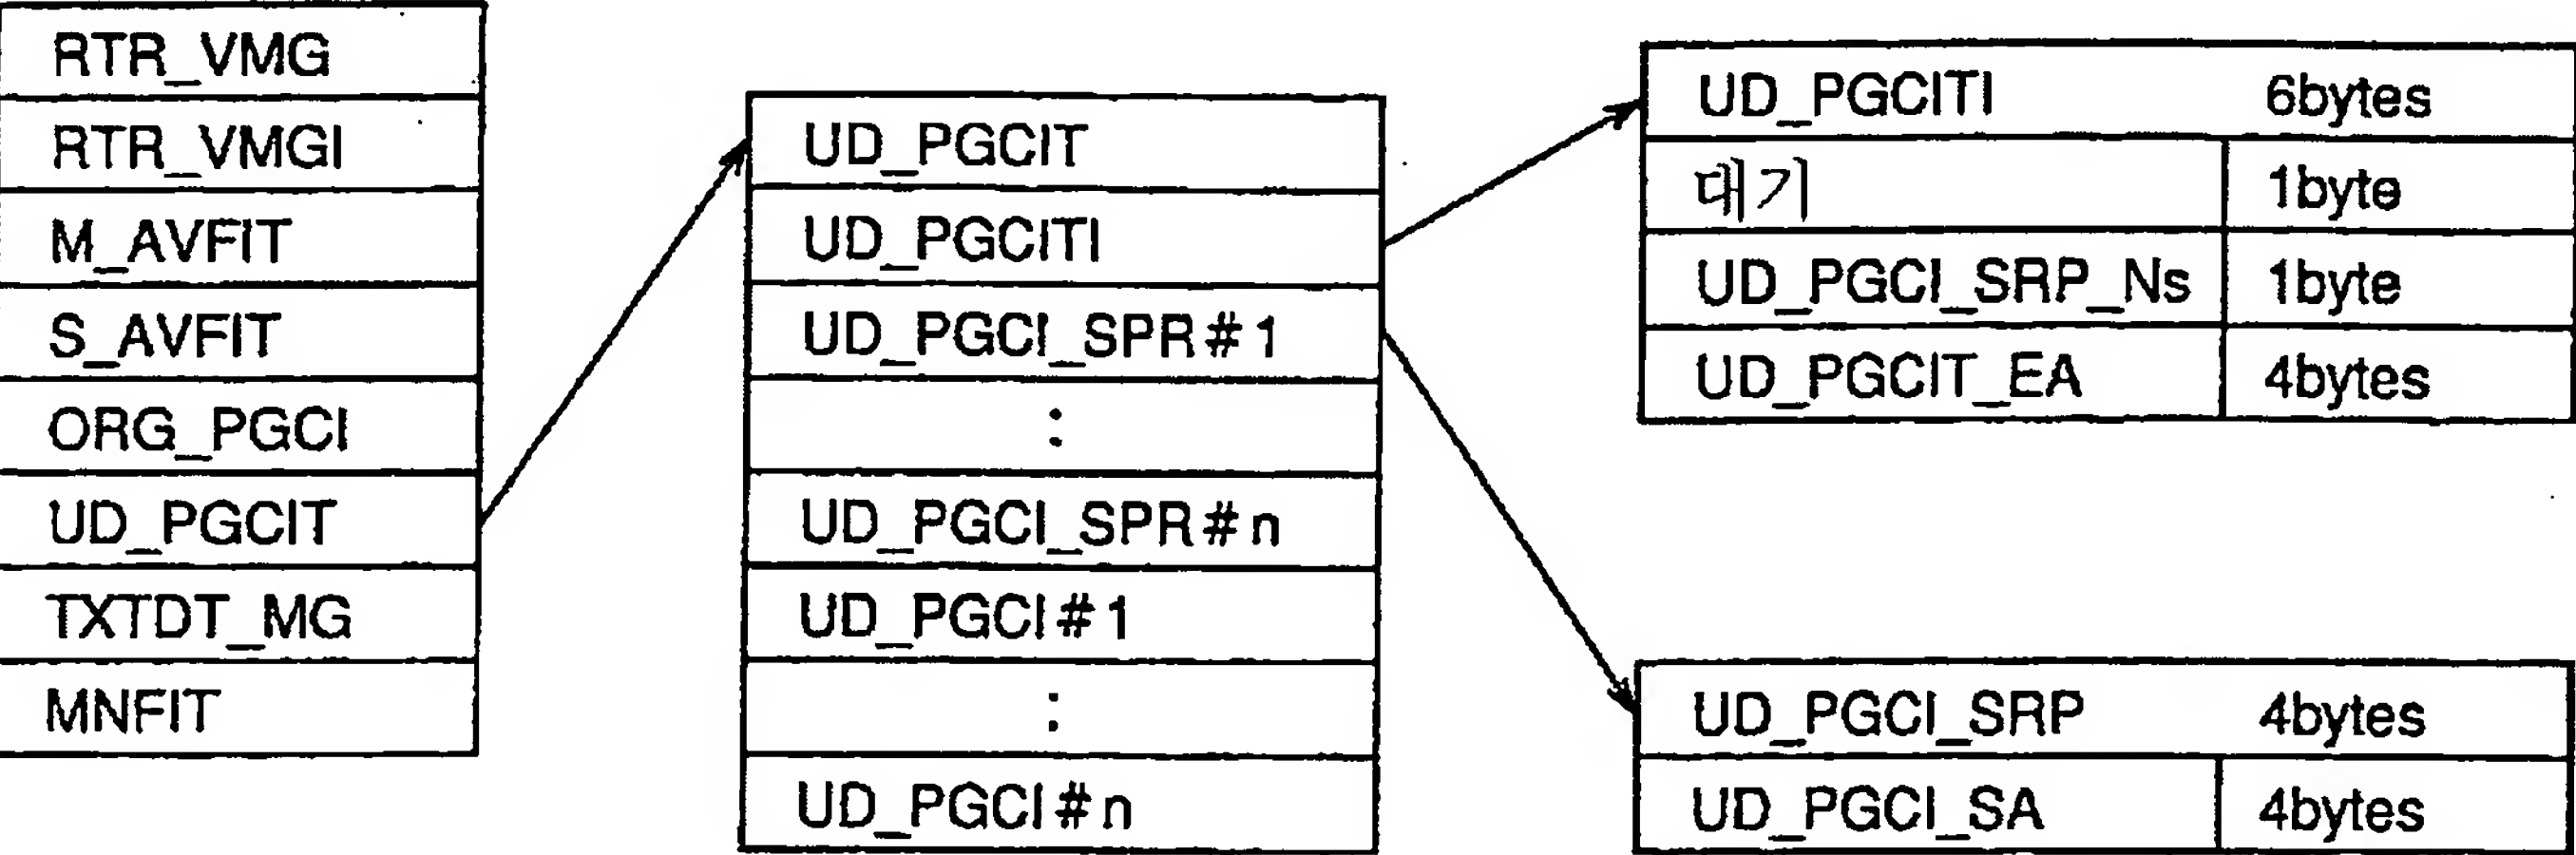 RTR_VMG
RTR_VMGI
M_AVFIT
S_AVFIT
ORG_PGCI
UD_PGCIT
TXTDT_MG
MNFIT
UD_PGCIT
UD_PGCITI
UD_PGCI_SPR#1
:
UD_PGCI_SPR#n
UD_PGCI#1
:
UD_PGCI#n
UD_PGCITI 6bytes
대기 1byte
UD_PGCI_SRP_Ns 1byte
UD_PGCIT_EA 4bytes
UD_PGCI_SRP 4bytes
UD_PGCI_SA 4bytes